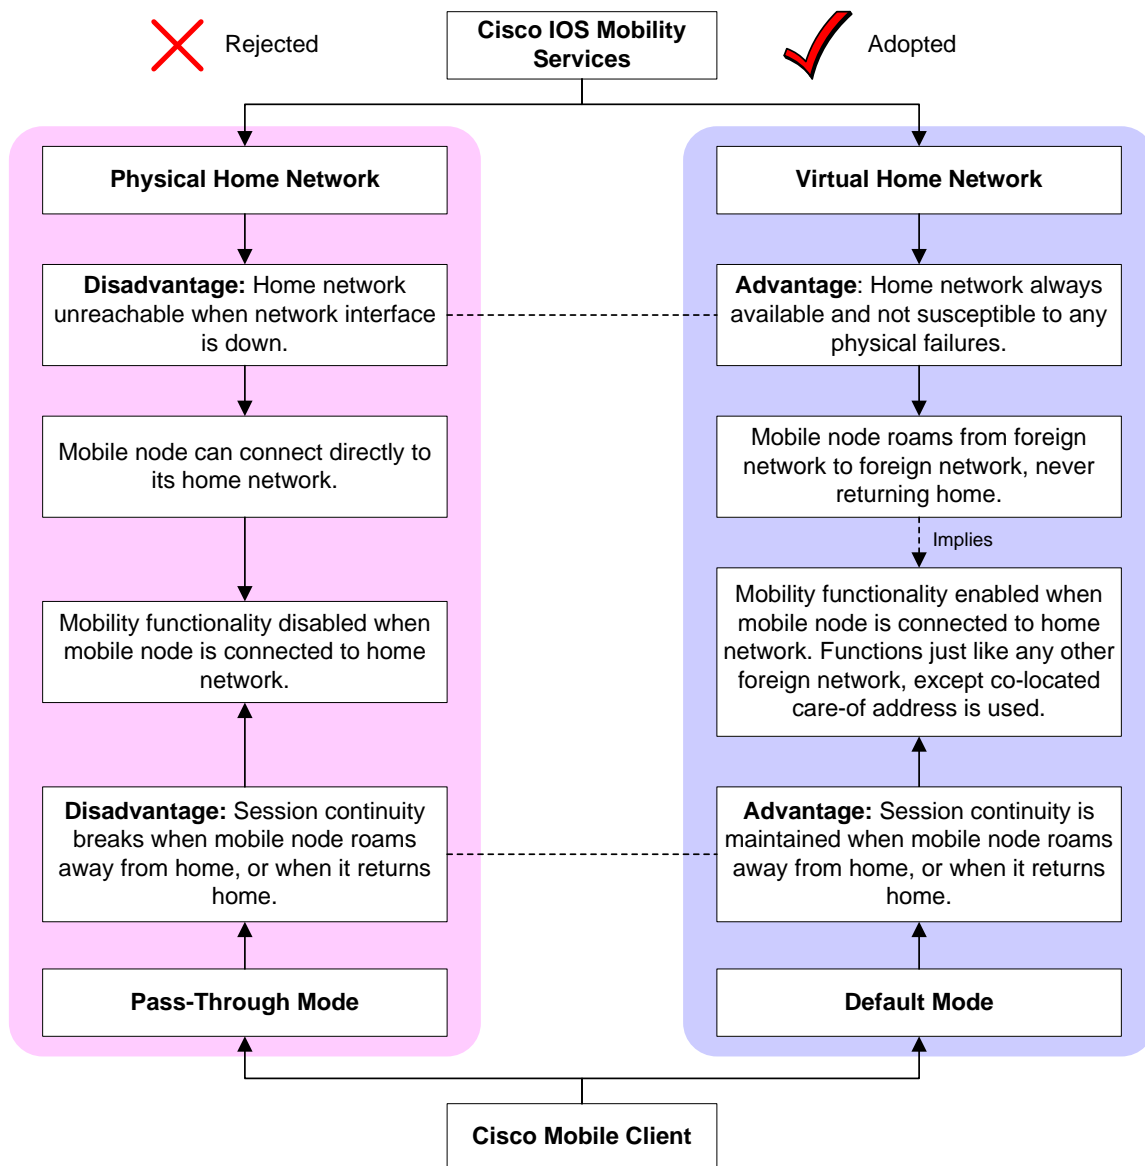 Rejected
Cisco IOS Mobility
Services
Adopted
Physical Home Network
Disadvantage: Home network
unreachable when network interface
is down.
Mobile node can connect directly to
its home network.
Mobility functionality disabled when
mobile node is connected to home
network.
Disadvantage: Session continuity
breaks when mobile node roams
away from home, or when it returns
home.
Pass-Through Mode
Virtual Home Network
Advantage: Home network always
available and not susceptible to any
physical failures.
Mobile node roams from foreign
network to foreign network, never
returning home.
Implies
Mobility functionality enabled when
mobile node is connected to home
network. Functions just like any other
foreign network, except co-located
care-of address is used.
Advantage: Session continuity is
maintained when mobile node roams
away from home, or when it returns
home.
Default Mode
Cisco Mobile Client